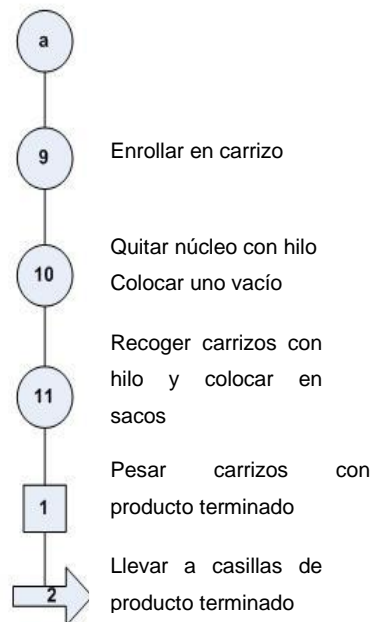 a
9
Enrollar en carrizo
Quitar núcleo con hilo
10
Colocar uno vacío
Recoger carrizos con
hilo y colocar en
11
sacos
Pesar carrizos con
1
producto terminado
Llevar a casillas de
2
producto terminado